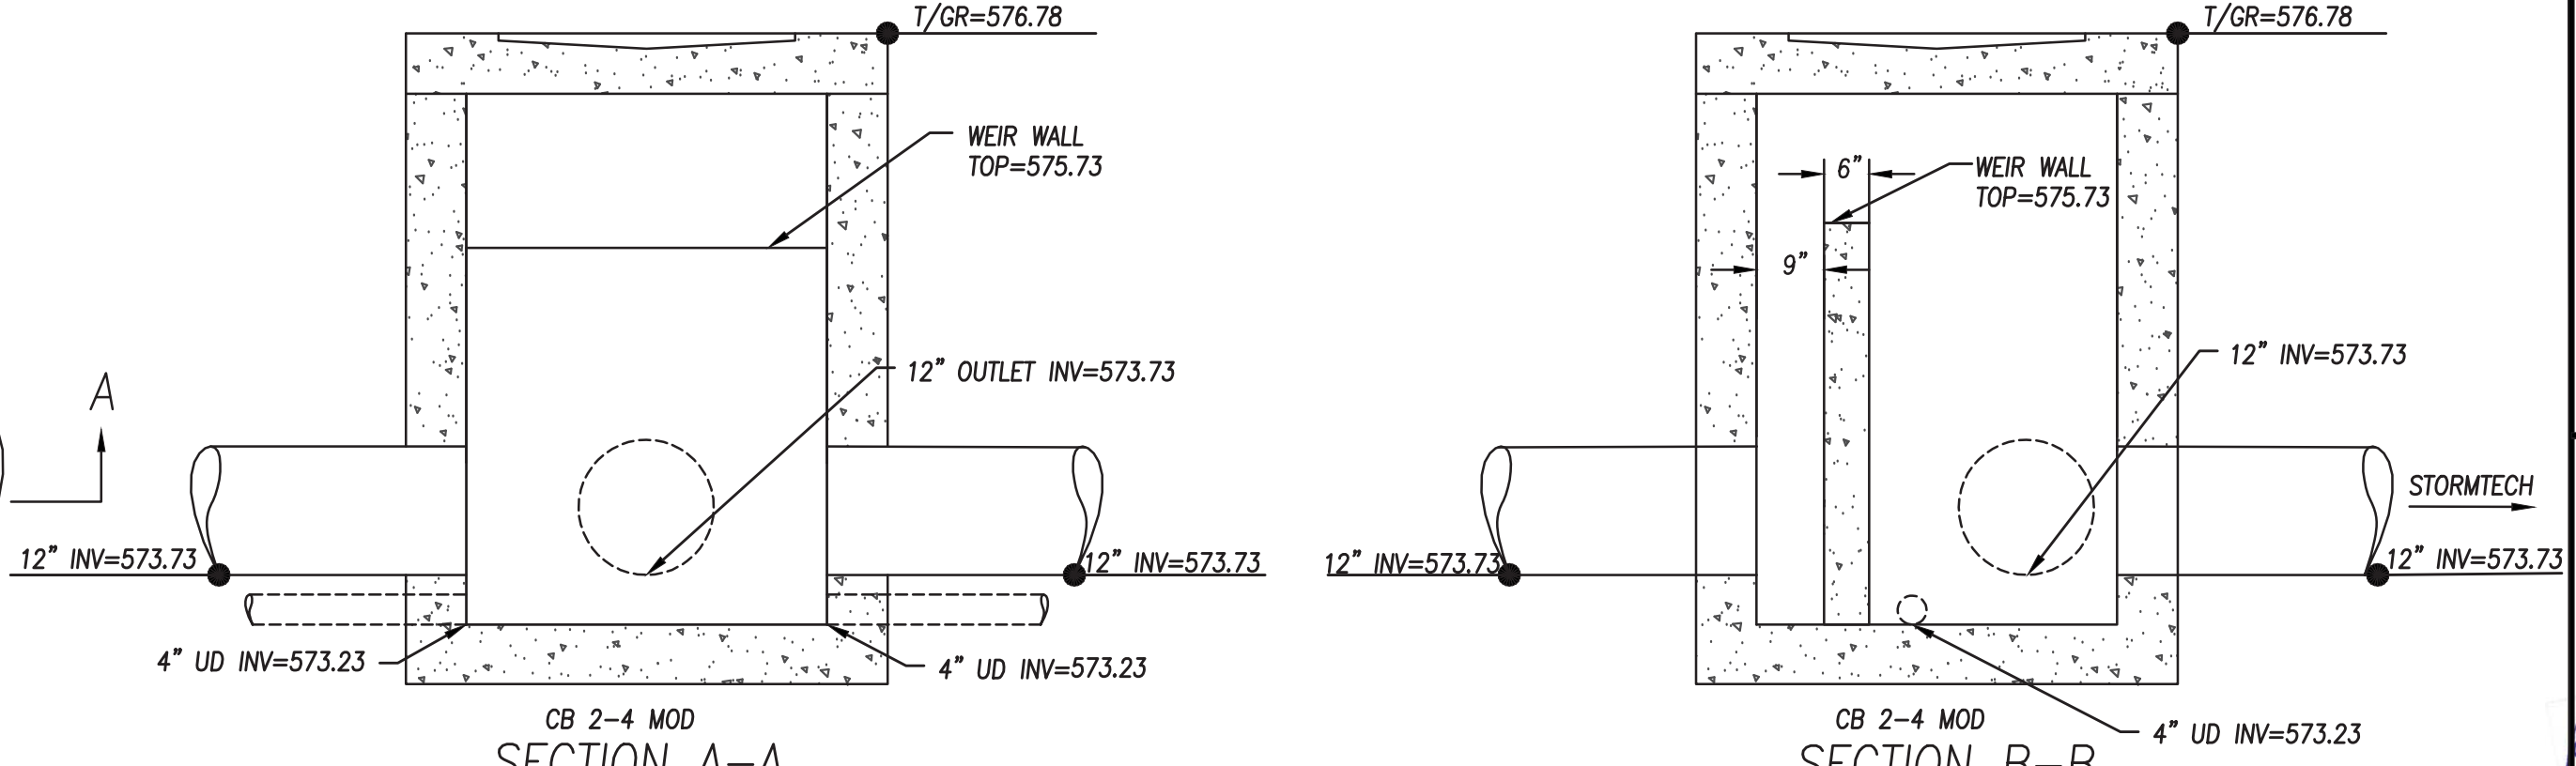 T/GR=576.78
WEIR WALL
TOP=575.73
12" OUTLET INV=573.73
A
12" INV=573.73
12" INV=573.73
4" UD INV=573.23
4" UD INV=573.23
CB 2-4 MOD
SECTION A-A
T/GR=576.78
6"
WEIR WALL
TOP=575.73
9"
12" INV=573.73
STORMTECH
12" INV=573.73
12" INV=573.73
4" UD INV=573.23
CB 2-4 MOD
SECTION B-B